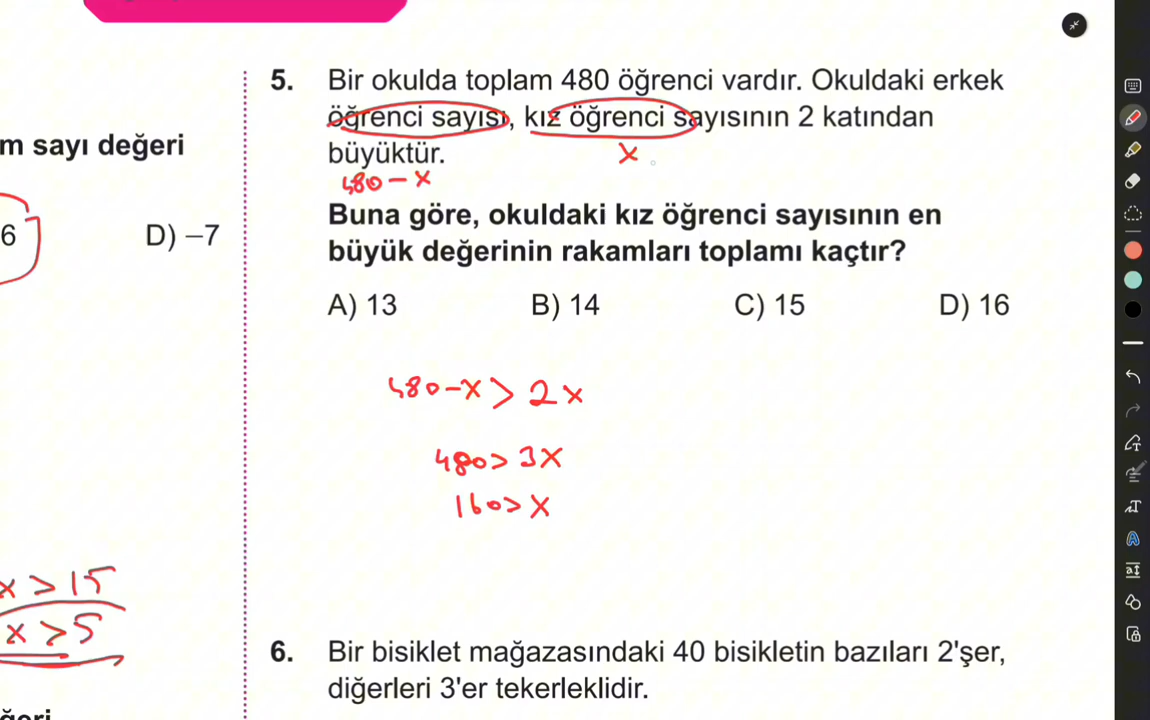 m sayı değeri
6
D) –7
x > 15
x > 5
ğeri
5. Bir okulda toplam 480 öğrenci vardır. Okuldaki erkek
öğrenci sayısı, kız öğrenci sayısının 2 katından
büyüktür.
x
480 – x
Buna göre, okuldaki kız öğrenci sayısının en
büyük değerinin rakamları toplamı kaçtır?
A) 13 B) 14 C) 15 D) 16
480-x > 2x
480 > 3x
160 > x
6. Bir bisiklet mağazasındaki 40 bisikletin bazıları 2'şer,
diğerleri 3'er tekerleklidir.